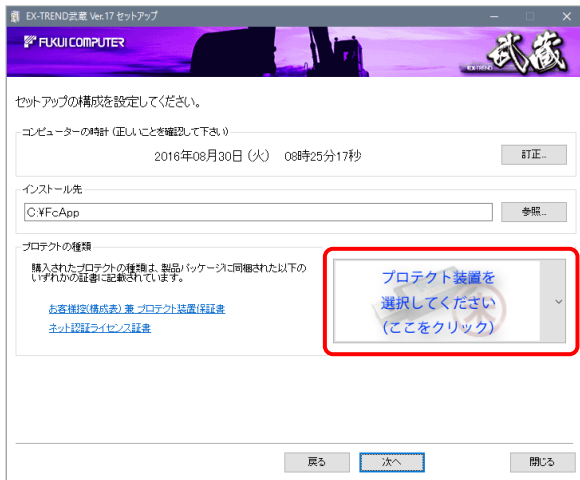 EX-TREND武蔵 Ver.17 セットアップ
FUKUI COMPUTER
EX-TREND 武蔵
セットアップの構成を設定してください。
コンピューターの時計 (正しいことを確認して下さい)
2016年08月30日 (火) 08時25分17秒
訂正...
インストール先
C:¥FcApp
参照...
プロテクトの種類
購入されたプロテクトの種類は、製品パッケージに同梱された以下の
いずれかの証書に記載されています。
お客様控(構成表) 兼 プロテクト装置保証書
ネット認証ライセンス証書
プロテクト装置を
選択してください
(ここをクリック)
戻る
次へ
閉じる